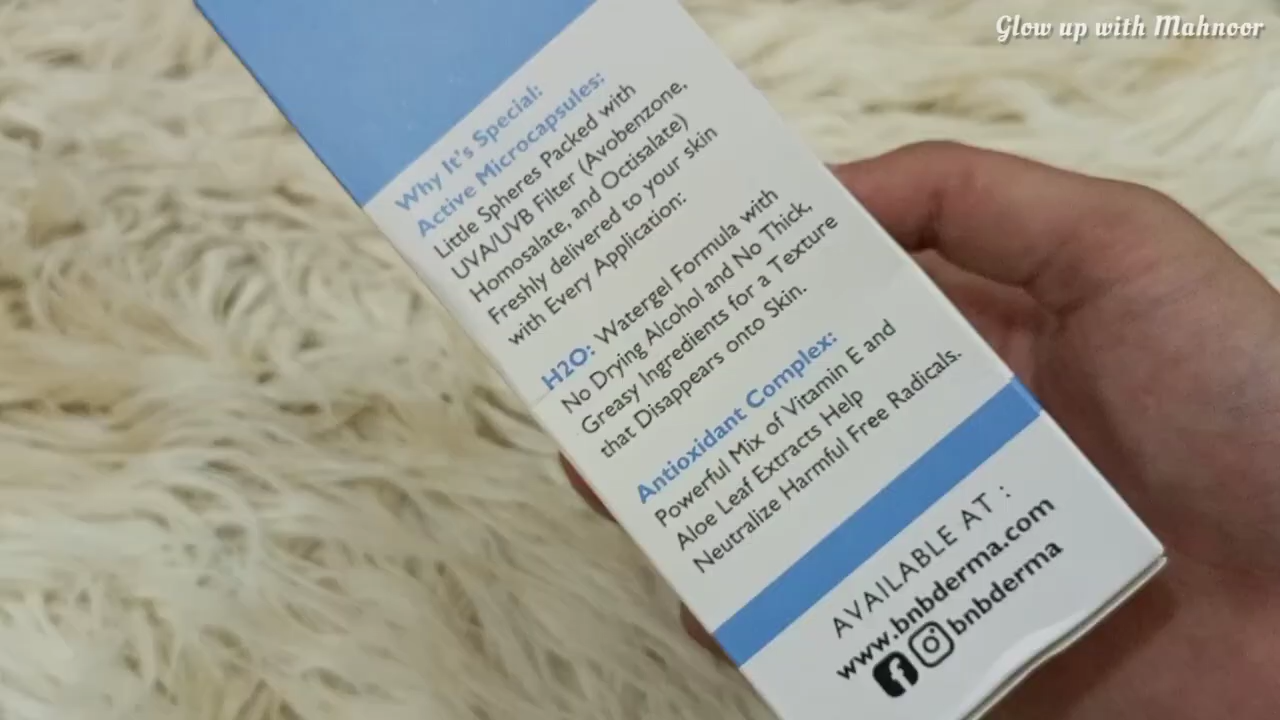 Glow up with Mahnoor
Why It's Special:
Active Microcapsules:
Little Spheres Packed with
UVA/UVB Filter (Avobenzone,
Homosalate, and Octisalate)
Freshly delivered to your skin
with Every Application:
H2O: Watergel Formula with
No Drying Alcohol and No Thick,
Greasy Ingredients for a Texture
that Disappears onto Skin.
Antioxidant Complex:
Powerful Mix of Vitamin E and
Aloe Leaf Extracts Help
Neutralize Harmful Free Radicals.
AVAILABLE AT :
www.bnbderma.com
bnbderma